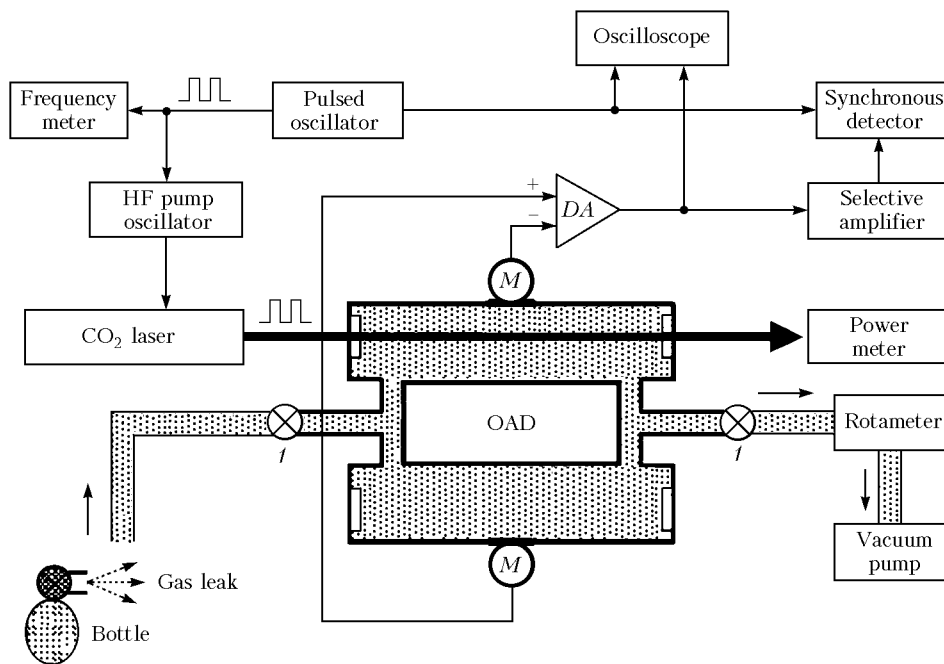 Oscilloscope
Frequency
meter
Pulsed
oscillator
Synchronous
detector
HF pump
oscillator
+
−
DA
Selective
amplifier
M
CO₂ laser
Power
meter
OAD
1
1
Rotameter
Vacuum
pump
M
Gas leak
Bottle